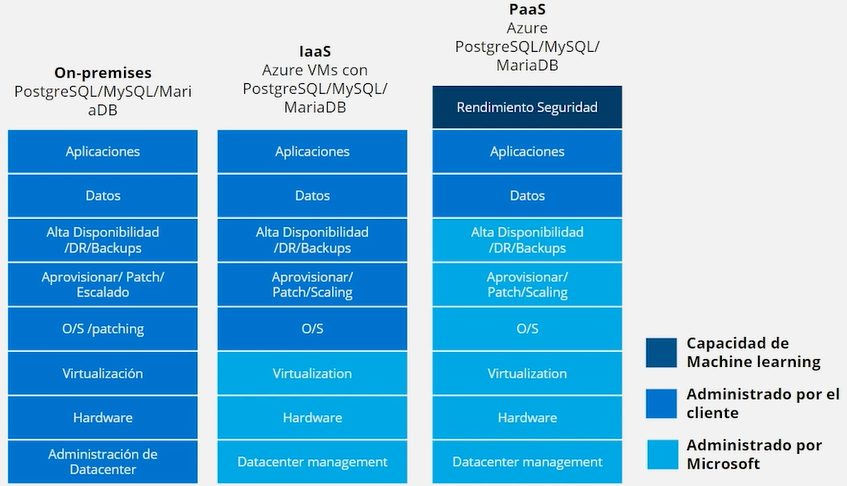 On-premises
PostgreSQL/MySQL/Mari
aDB
Aplicaciones
Datos
Alta Disponibilidad
/DR/Backups
Aprovisionar/ Patch/
Escalado
O/S /patching
Virtualización
Hardware
Administración de
Datacenter
IaaS
Azure VMs con
PostgreSQL/MySQL/
MariaDB
Aplicaciones
Datos
Alta Disponibilidad
/DR/Backups
Aprovisionar/
Patch/Scaling
O/S
Virtualization
Hardware
Datacenter management
PaaS
Azure
PostgreSQL/MySQL/
MariaDB
Rendimiento Seguridad
Aplicaciones
Datos
Alta Disponibilidad
/DR/Backups
Aprovisionar/
Patch/Scaling
O/S
Virtualization
Hardware
Datacenter management
Capacidad de
Machine learning
Administrado por el
cliente
Administrado por
Microsoft